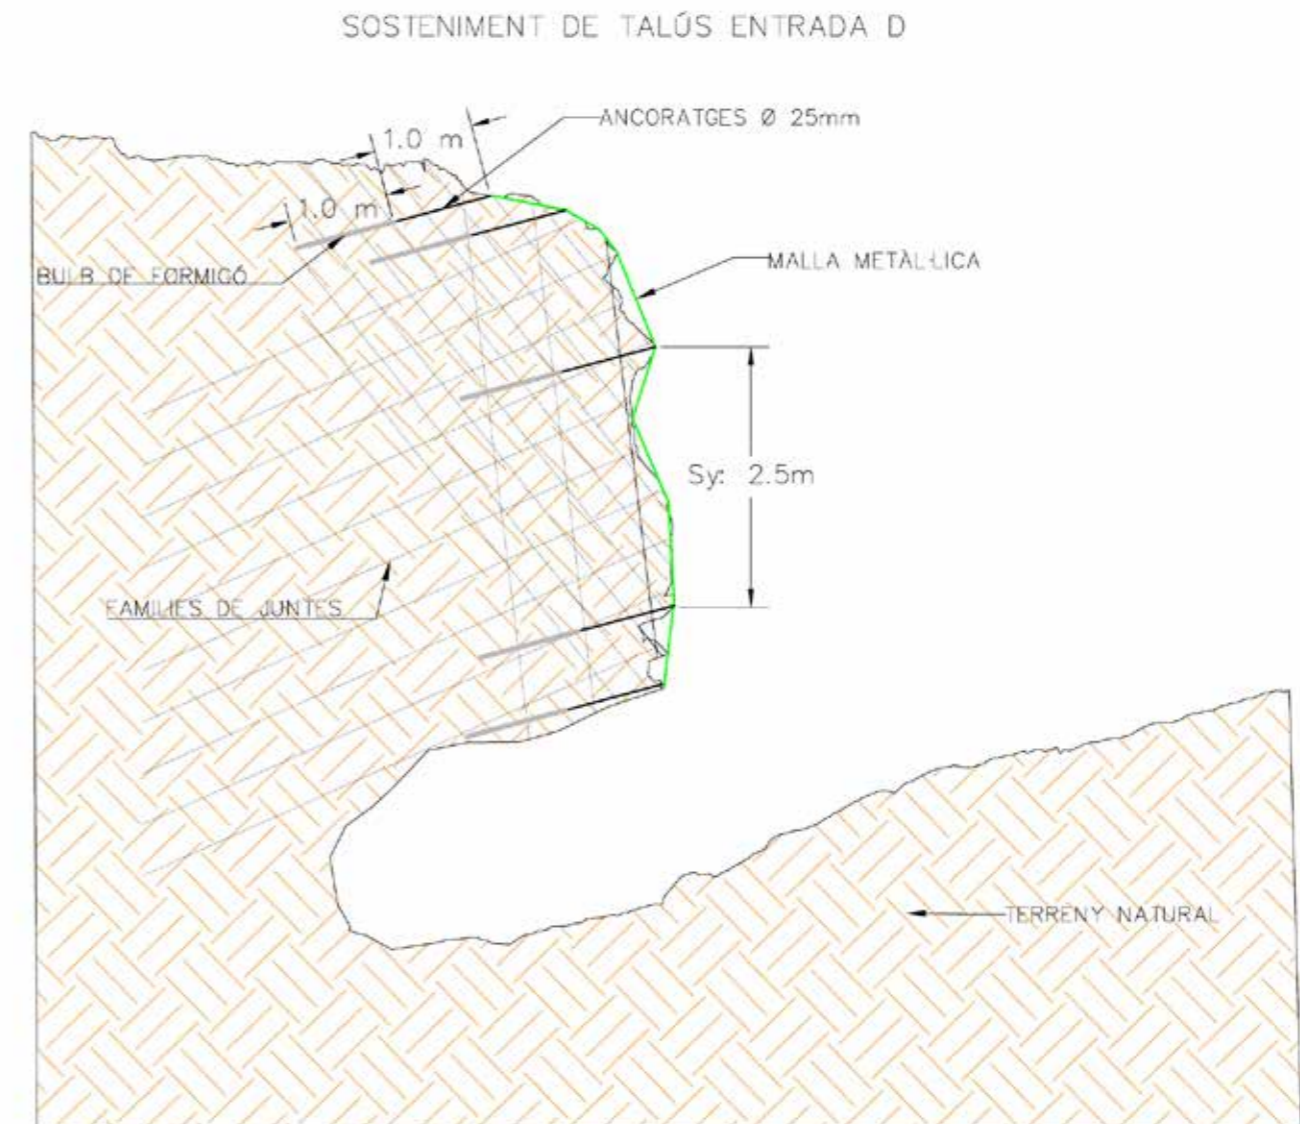 SOSTENIMENT DE TALÚS ENTRADA D
ANCORATGES Ø 25mm
1.0 m
1.0 m
BULB DE FORMIGÓ
MALLA METÀL·LICA
Sy: 2.5m
FAMILIES DE JUNTES
TERRENY NATURAL